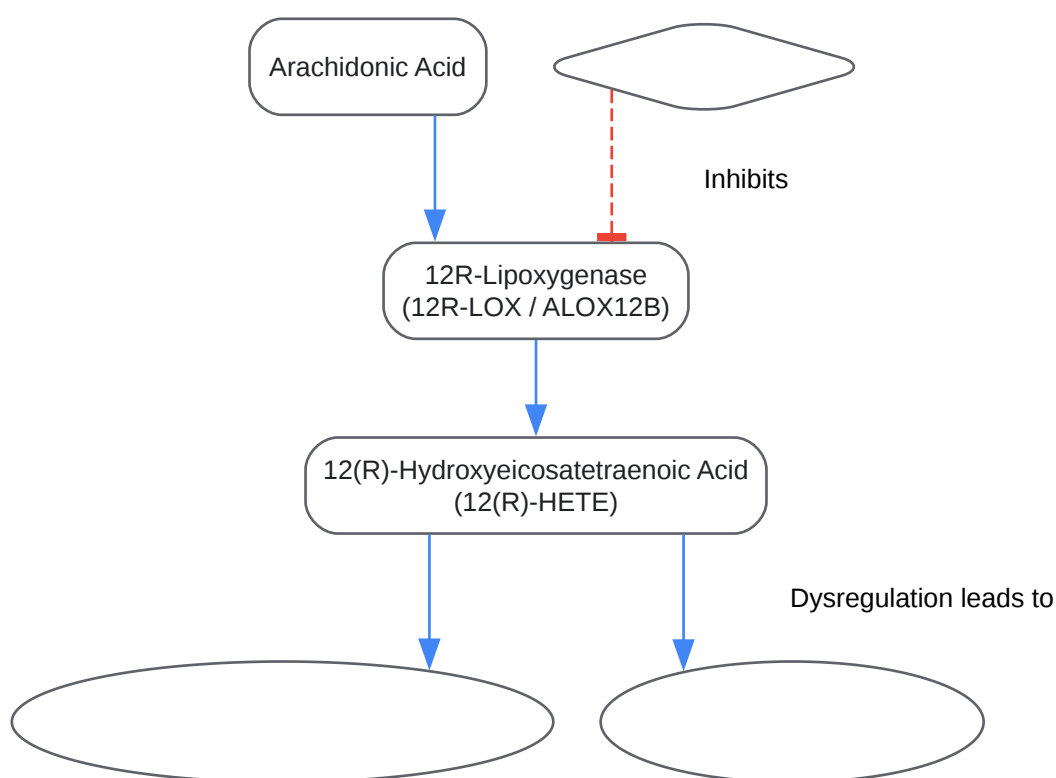 Arachidonic Acid
Inhibits
12R-Lipoxygenase
(12R-LOX / ALOX12B)
12(R)-Hydroxyeicosatetraenoic Acid
(12(R)-HETE)
Dysregulation leads to